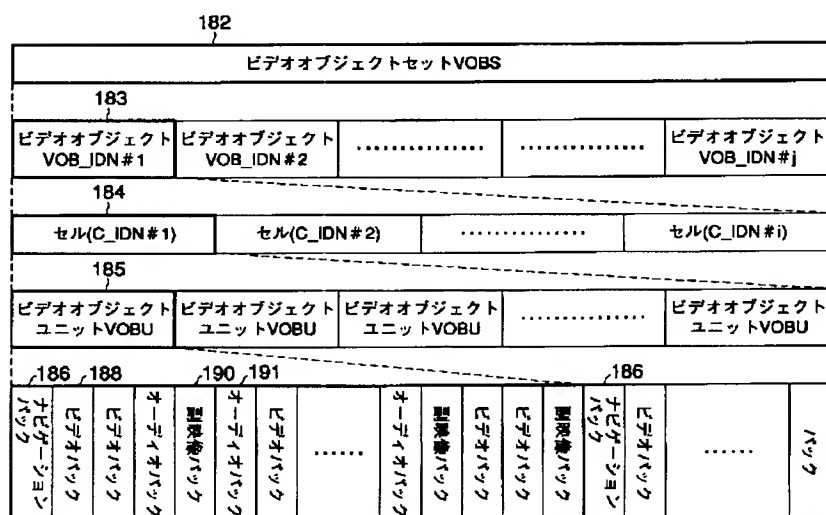 182
ビデオオブジェクトセットVOBS
183
ビデオオブジェクト
VOB_IDN#1
ビデオオブジェクト
VOB_IDN#2
...............
...............
ビデオオブジェクト
VOB_IDN#j
184
セル(C_IDN#1)
セル(C_IDN#2)
...............
セル(C_IDN#i)
185
ビデオオブジェクト
ユニットVOBU
ビデオオブジェクト
ユニットVOBU
ビデオオブジェクト
ユニットVOBU
...............
ビデオオブジェクト
ユニットVOBU
186
188
190
191
186
ナビゲーション
パック
ビデオパック
ビデオパック
オーディオパック
副映像パック
オーディオパック
ビデオパック
......
オーディオパック
副映像パック
ビデオパック
ビデオパック
副映像パック
ナビゲーション
パック
ビデオパック
......
パック